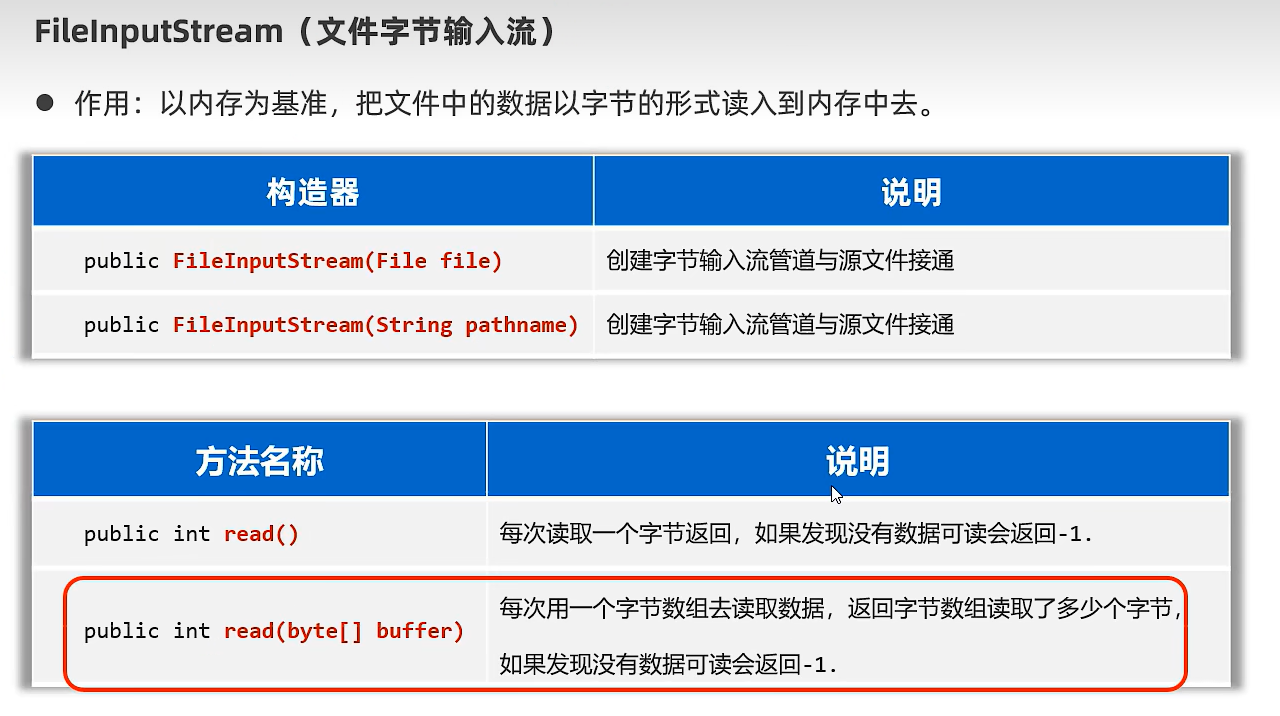 FileInputStream（文件字节输入流）
● 作用：以内存为基准，把文件中的数据以字节的形式读入到内存中去。
构造器 说明
public FileInputStream(File file) 创建字节输入流管道与源文件接通
public FileInputStream(String pathname) 创建字节输入流管道与源文件接通
方法名称 说明
public int read() 每次读取一个字节返回，如果发现没有数据可读会返回-1.
public int read(byte[] buffer) 每次用一个字节数组去读取数据，返回字节数组读取了多少个字节，
如果发现没有数据可读会返回-1.